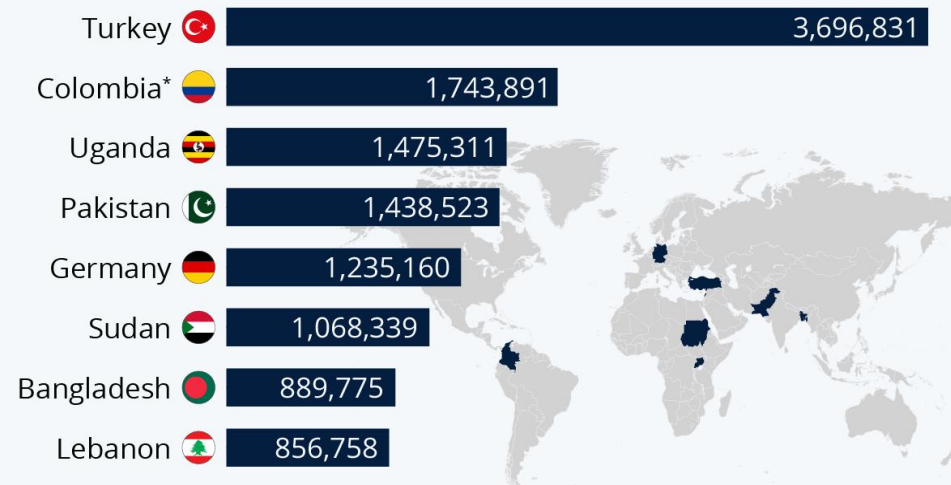 Turkey 3,696,831
Colombia* 1,743,891
Uganda 1,475,311
Pakistan 1,438,523
Germany 1,235,160
Sudan 1,068,339
Bangladesh 889,775
Lebanon 856,758